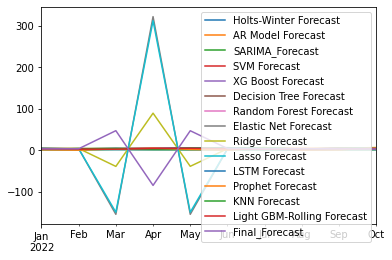 300
200
100
0
−100
Jan
2022
Feb
Mar
Apr
May
Jun
Sep
Oct
Holts-Winter Forecast
AR Model Forecast
SARIMA_Forecast
SVM Forecast
XG Boost Forecast
Decision Tree Forecast
Random Forest Forecast
Elastic Net Forecast
Ridge Forecast
Lasso Forecast
LSTM Forecast
Prophet Forecast
KNN Forecast
Light GBM-Rolling Forecast
Final_Forecast